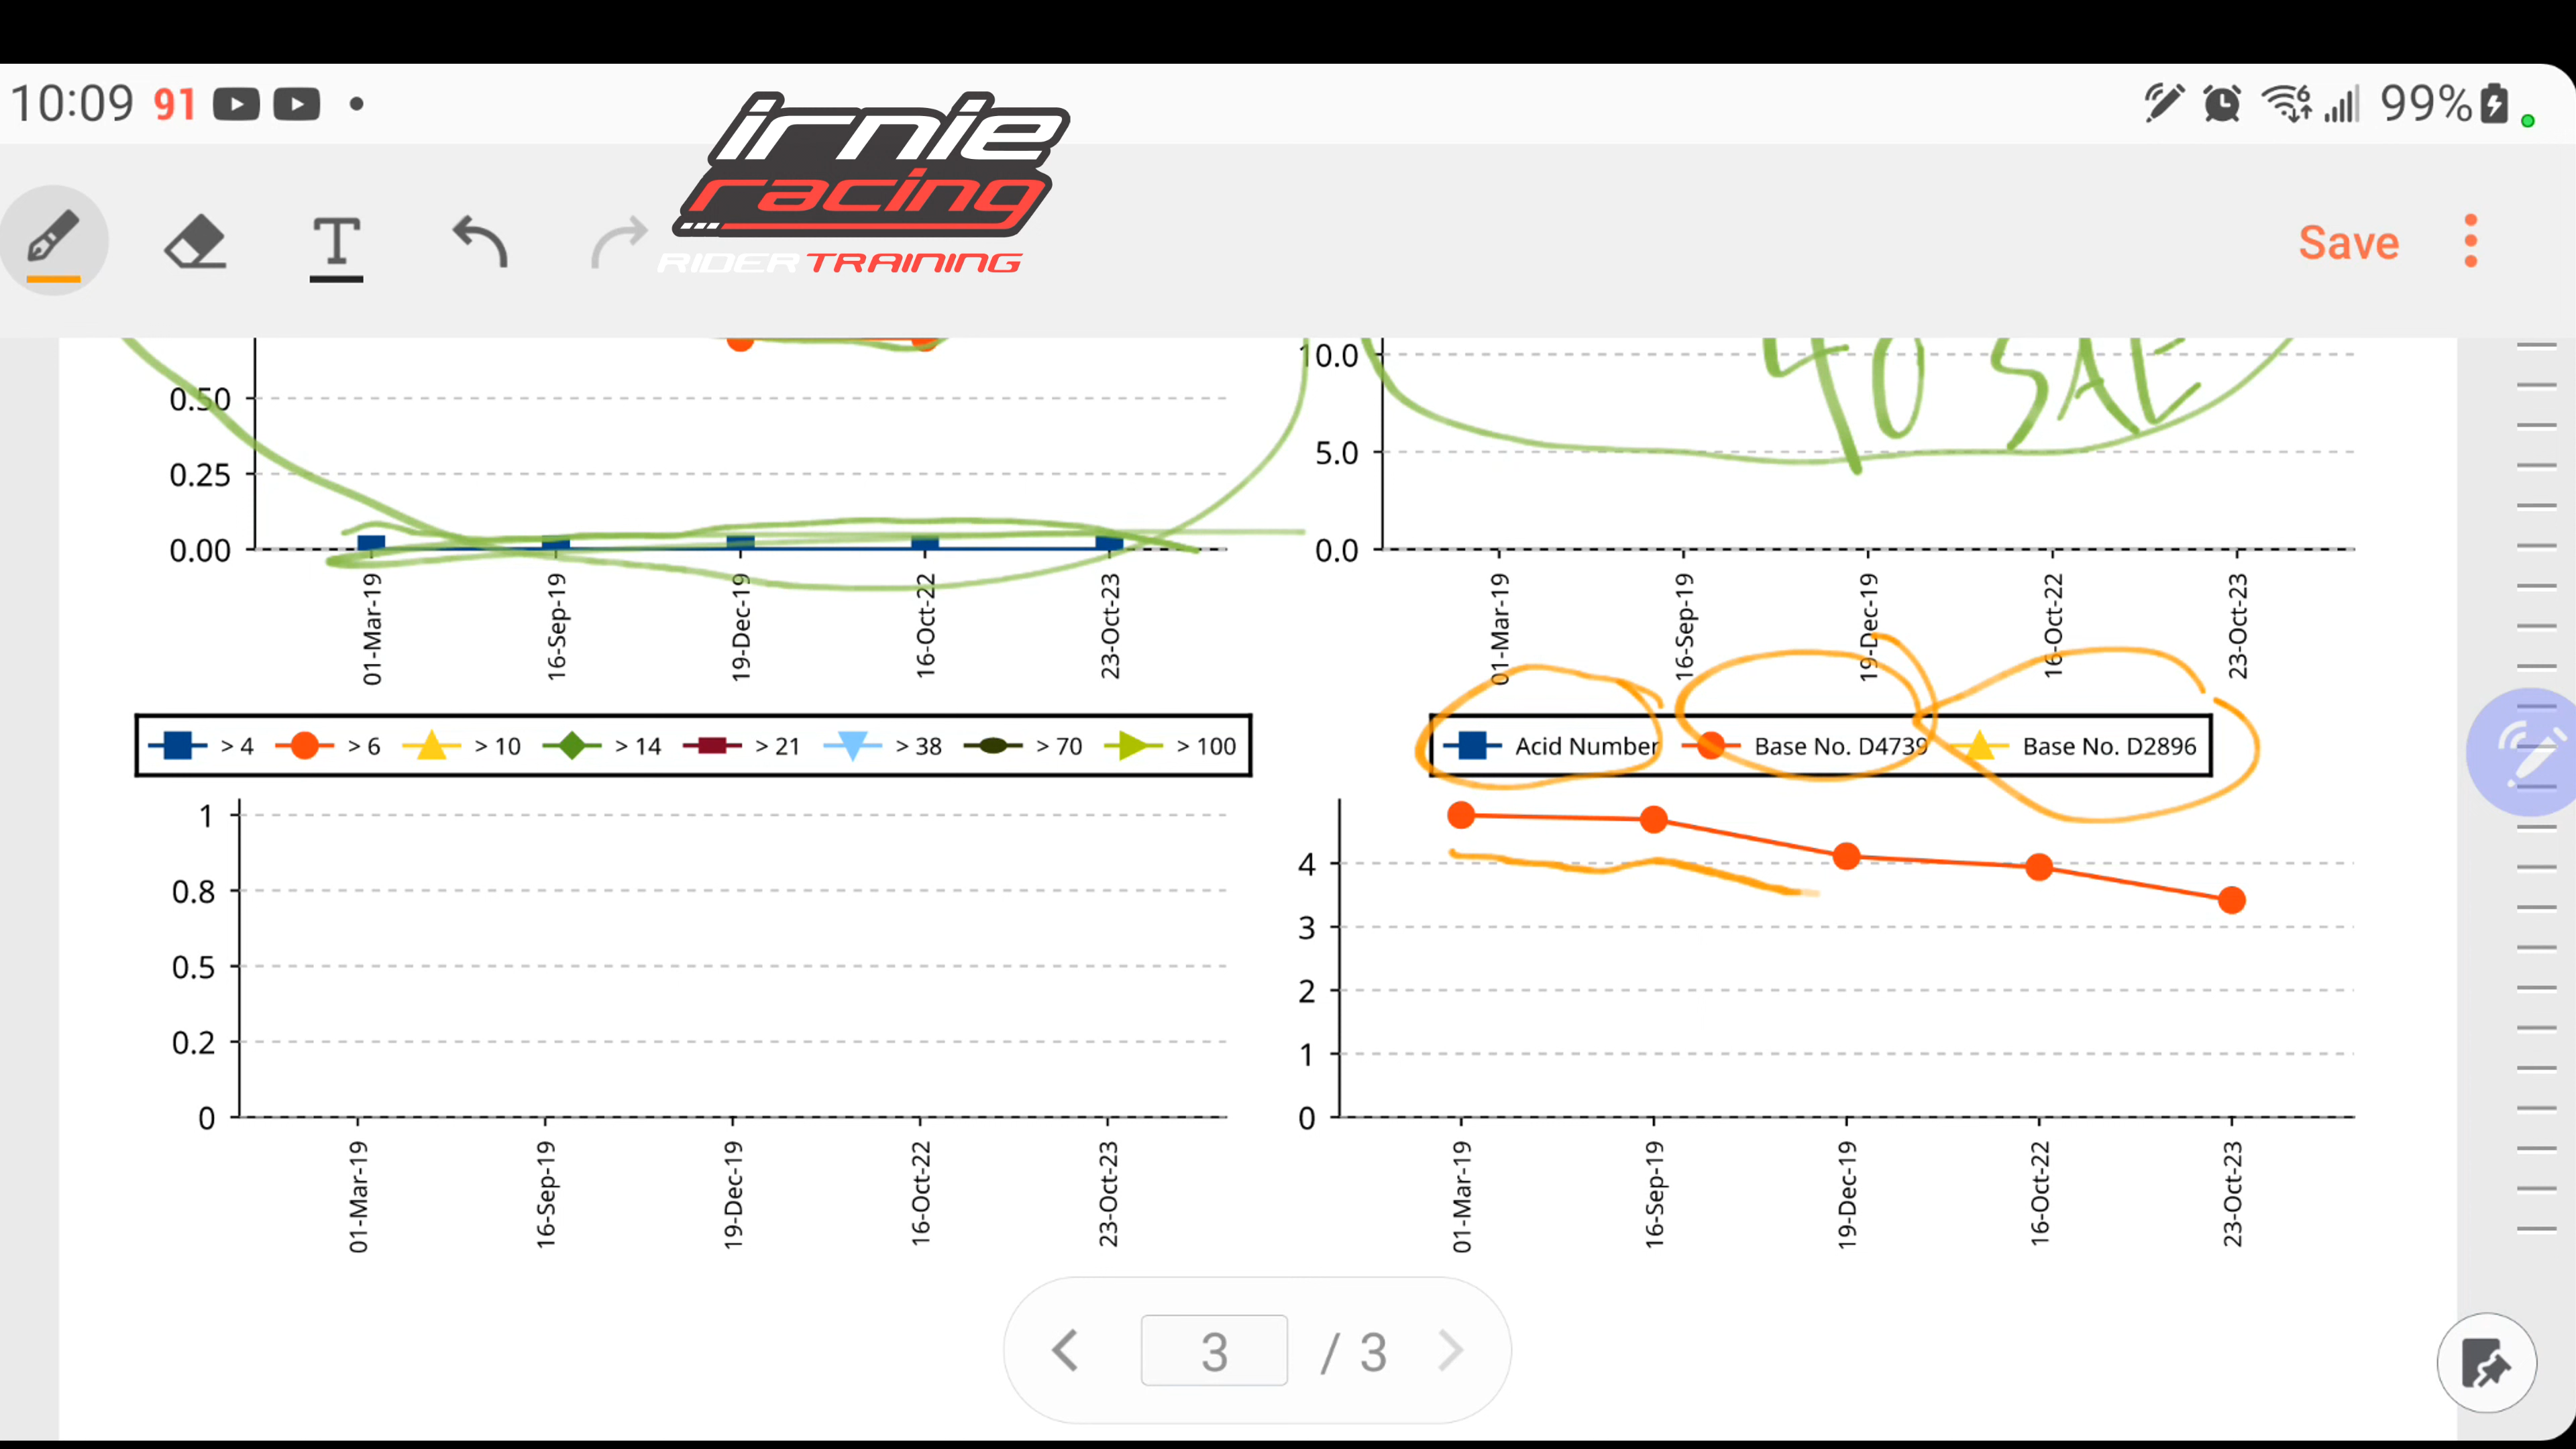 10:09 91 99%
irnie
racing
RIDER TRAINING
T Save
0.50
0.25
0.00
01-Mar-19 16-Sep-19 19-Dec-19 16-Oct-22 23-Oct-23
10.0
5.0
0.0
40 SAE
01-Mar-19 16-Sep-19 19-Dec-19 16-Oct-22 23-Oct-23
> 4 > 6 > 10 > 14 > 21 > 38 > 70 > 100
1
0.8
0.5
0.2
0
01-Mar-19 16-Sep-19 19-Dec-19 16-Oct-22 23-Oct-23
Acid Number Base No. D4739 Base No. D2896
4
3
2
1
0
01-Mar-19 16-Sep-19 19-Dec-19 16-Oct-22 23-Oct-23
3 / 3